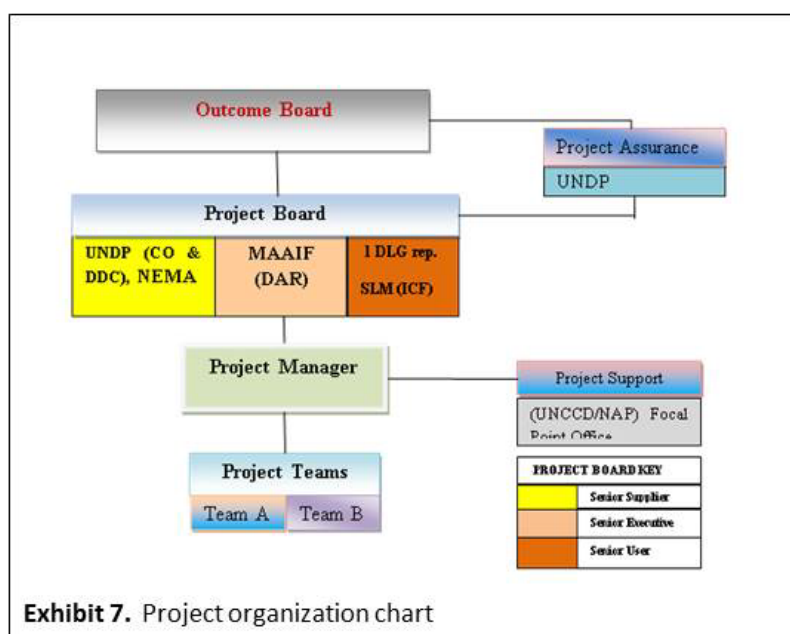 Outcome Board
Project Assurance
UNDP
Project Board
UNDP (CO &
DDC), NEMA
MAAIF
(DAR)
1 DLG rep.
SLM (ICF)
Project Manager
Project Support
(UNCCD/NAP) Focal
Point Office
Project Teams
Team A
Team B
PROJECT BOARD KEY
Senior Supplier
Senior Executive
Senior User
Exhibit 7. Project organization chart